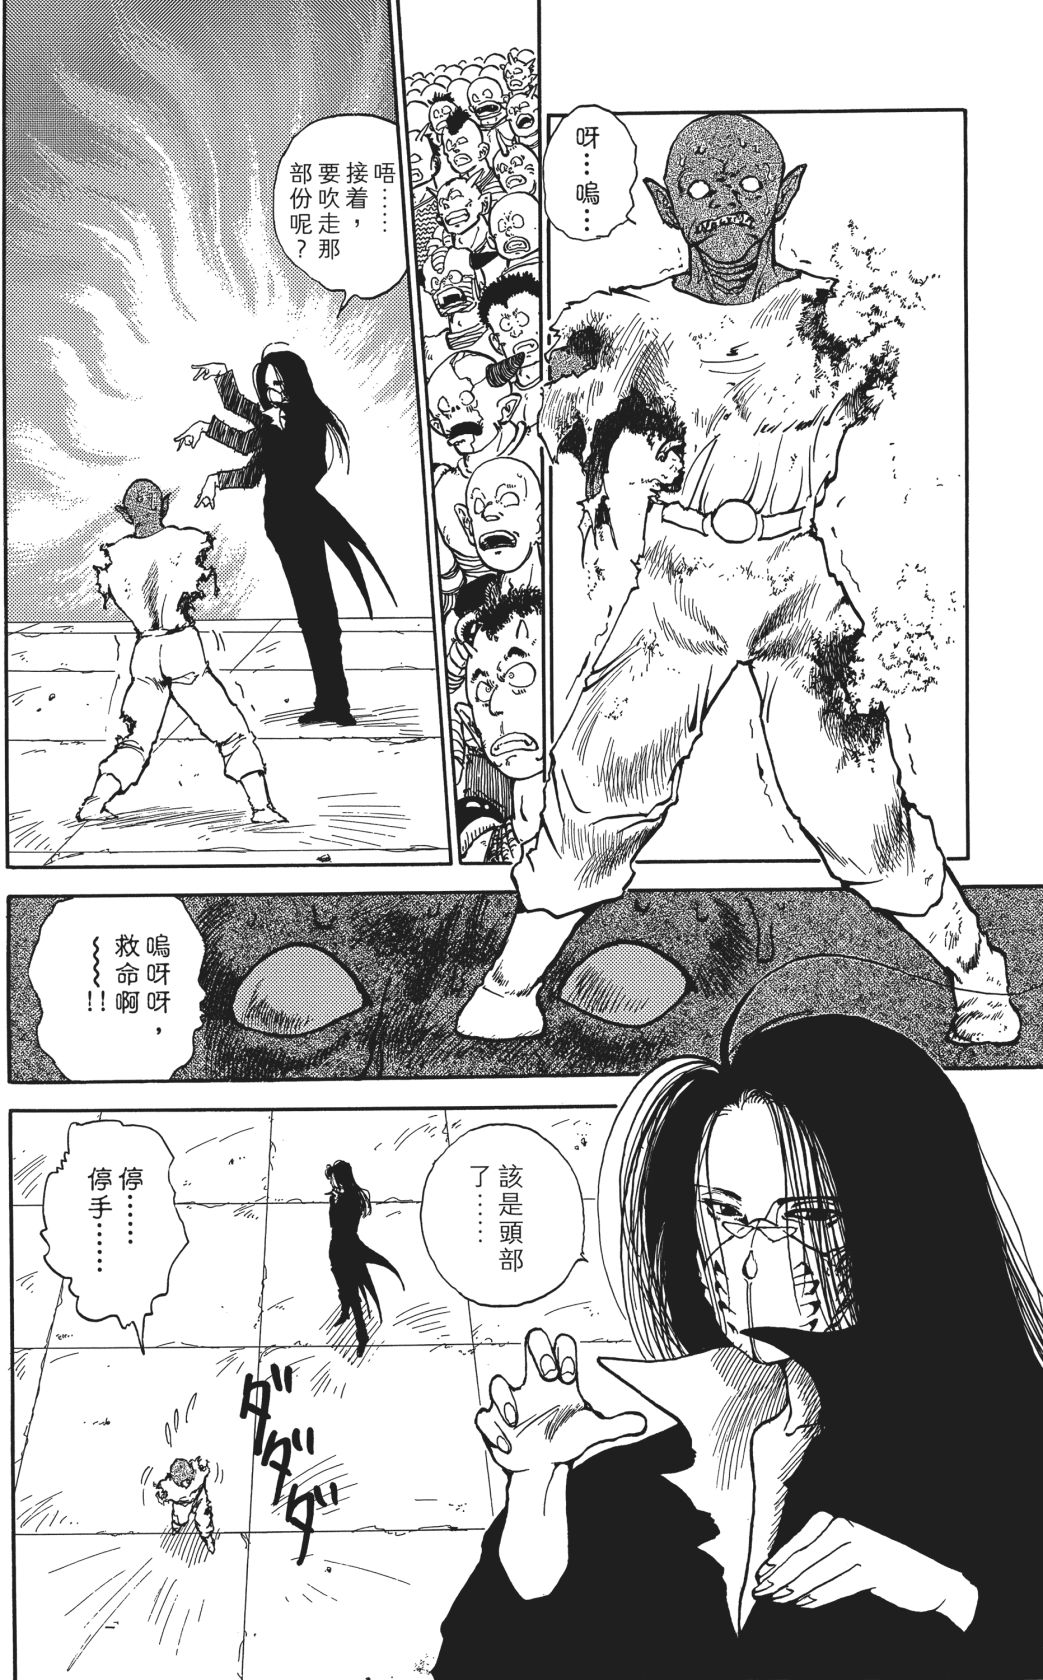 呀…嗚…
唔……
接着，
要吹走那
部份呢？
嗚呀呀，
救命啊
～～!!
該是頭部
了……
停……
停手……
ダダダダ